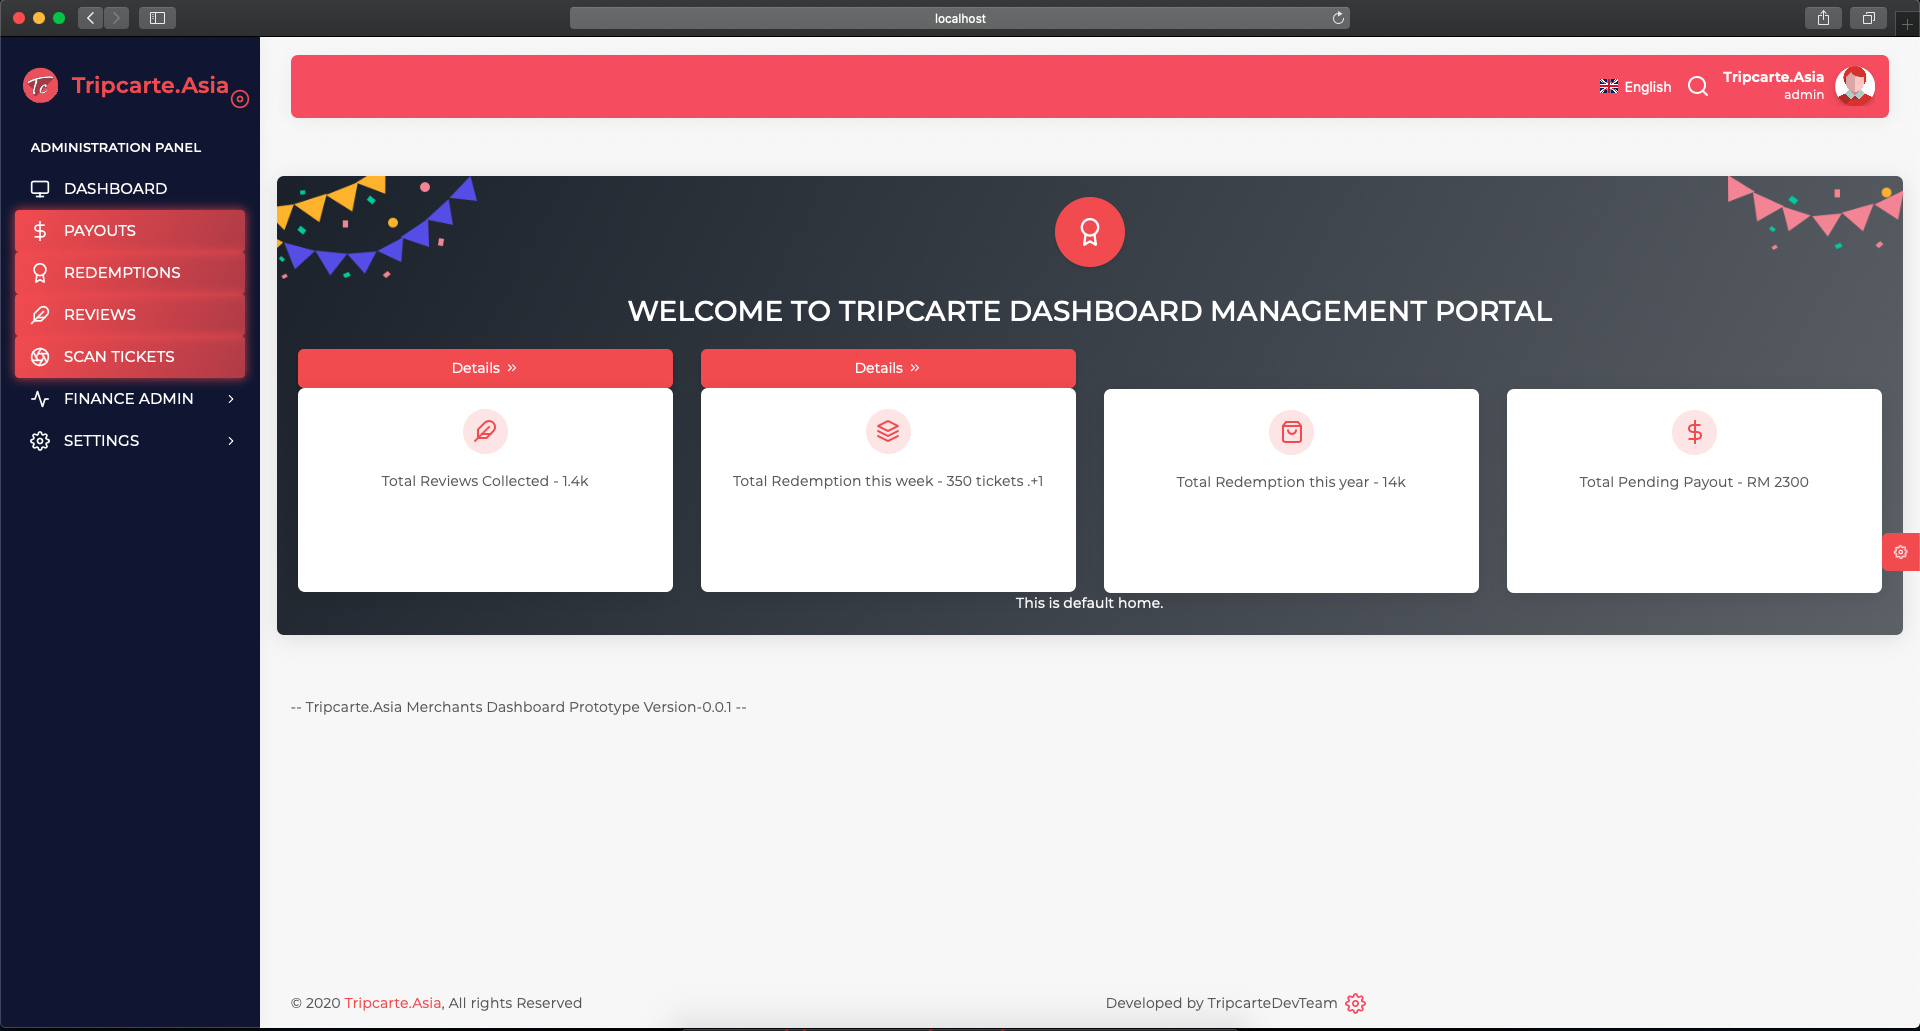 localhost
Tc Tripcarte.Asia
English
Tripcarte.Asia
admin
ADMINISTRATION PANEL
DASHBOARD
PAYOUTS
REDEMPTIONS
REVIEWS
SCAN TICKETS
FINANCE ADMIN
SETTINGS
WELCOME TO TRIPCARTE DASHBOARD MANAGEMENT PORTAL
Details »
Total Reviews Collected - 1.4k
Details »
Total Redemption this week - 350 tickets .+1
Total Redemption this year - 14k
Total Pending Payout - RM 2300
This is default home.
-- Tripcarte.Asia Merchants Dashboard Prototype Version-0.0.1 --
© 2020 Tripcarte.Asia, All rights Reserved
Developed by TripcarteDevTeam